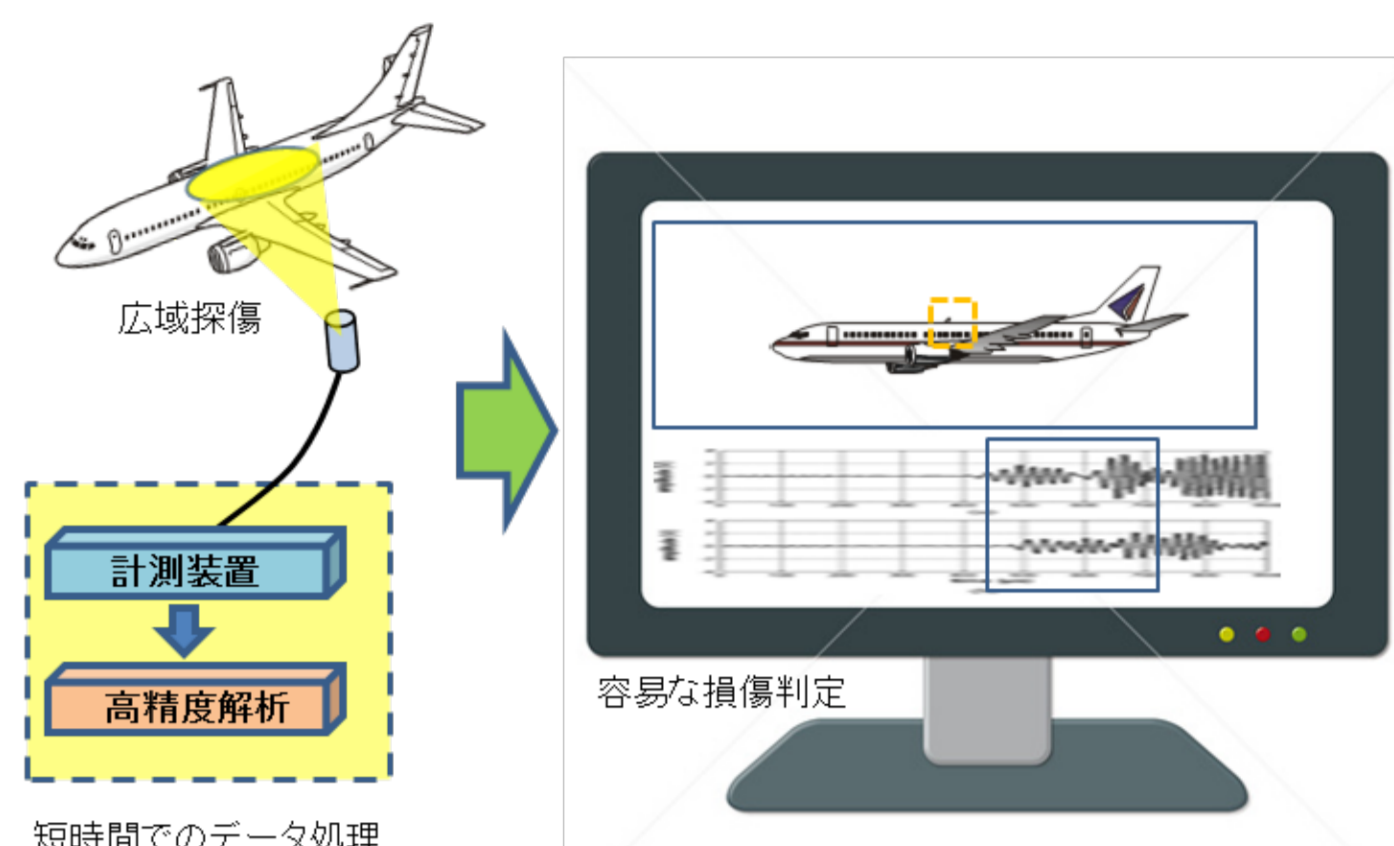 広域探傷
計測装置
高精度解析
短時間でのデータ処理
容易な損傷判定